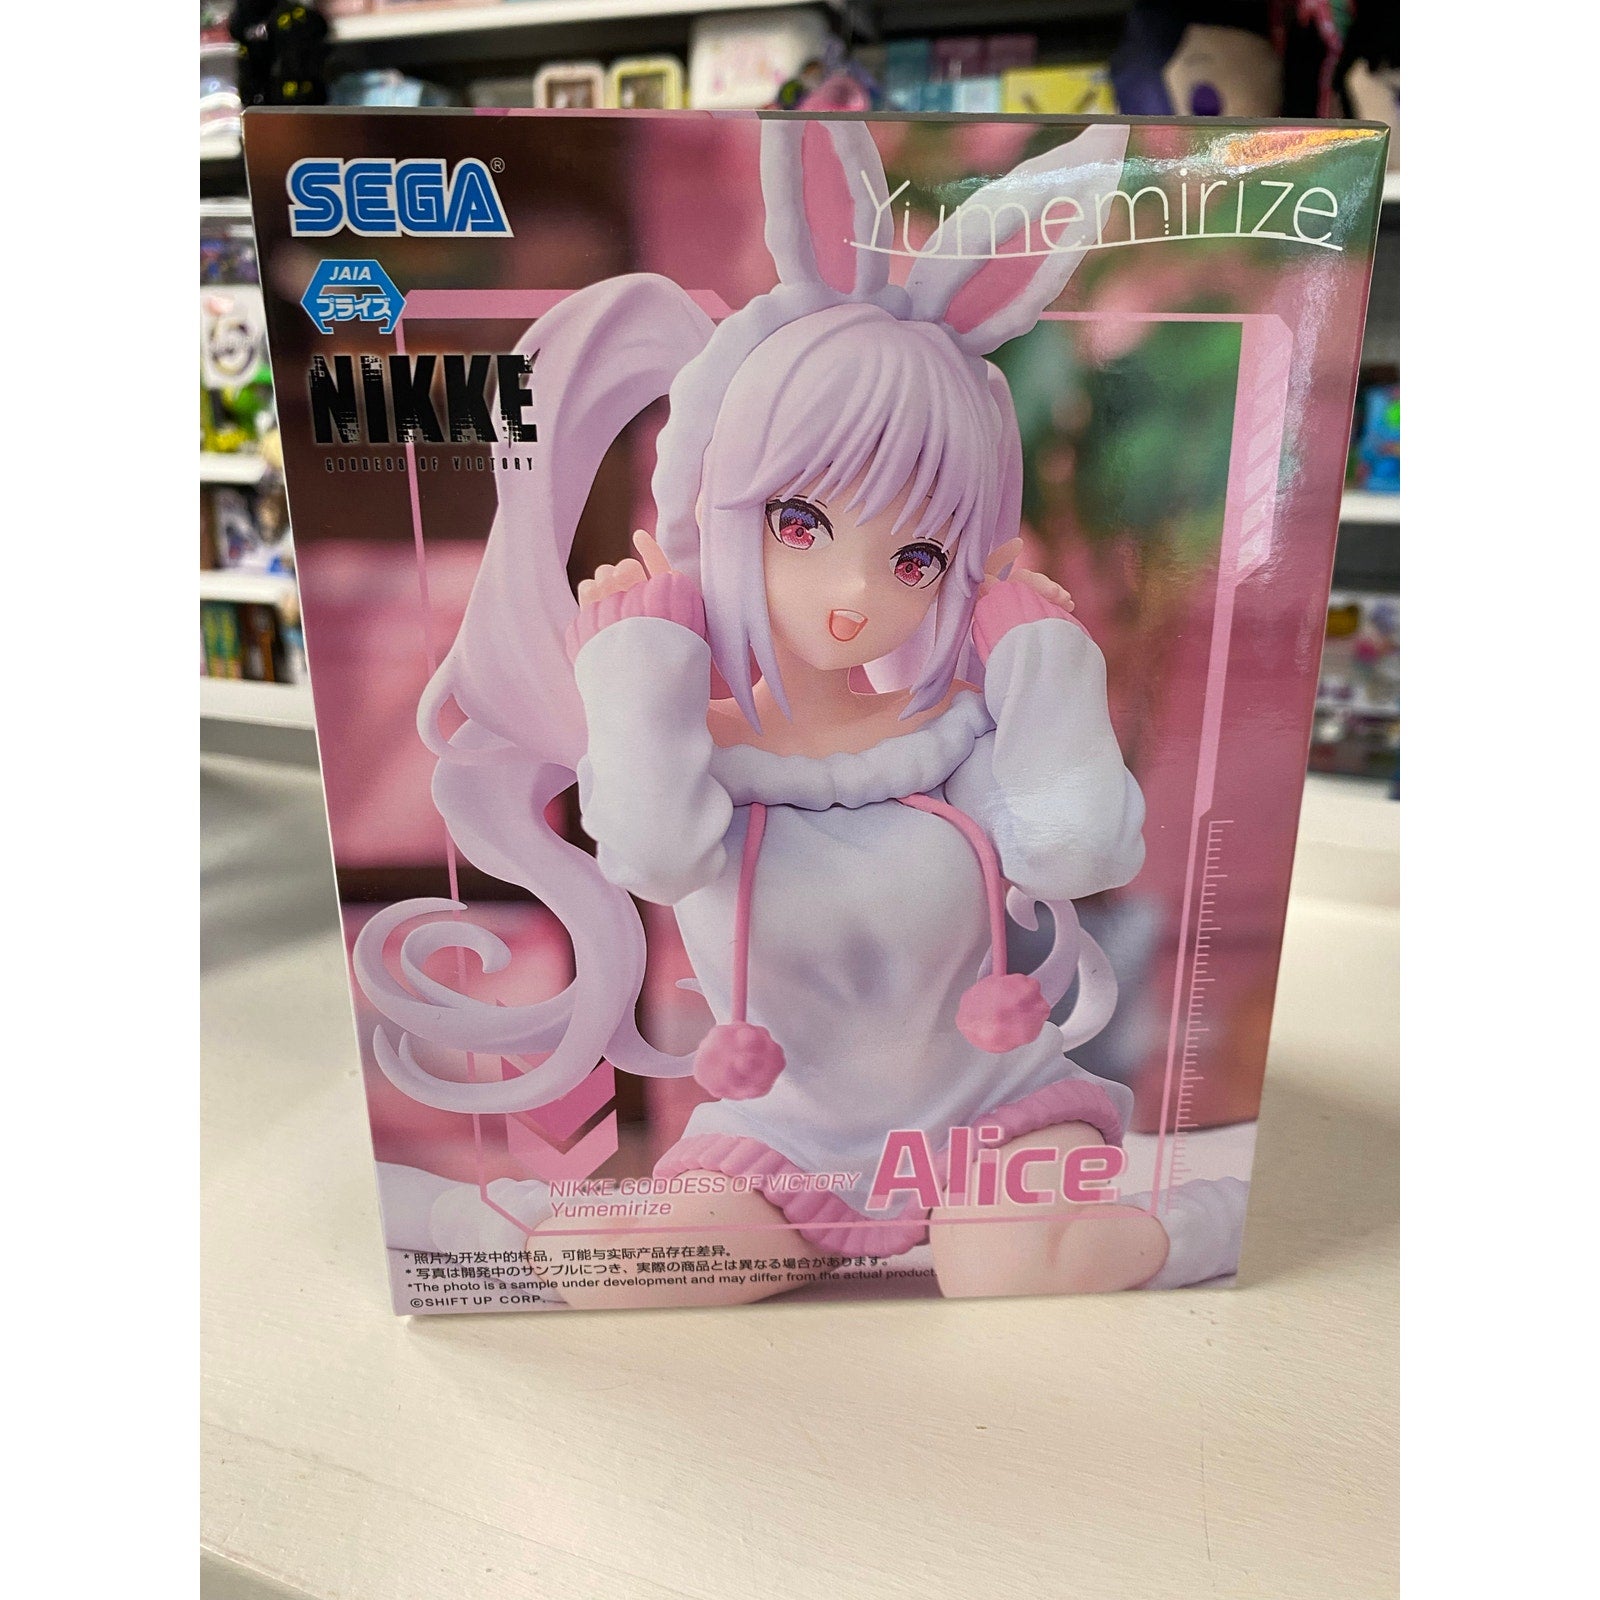 SEGA®
Yumemirize
JAIA
プライズ
NIKKE
GODDESS OF VICTORY
Alice
NIKKE GODDESS OF VICTORY
Yumemirize
* 照片为开发中的样品，可能与实际产品存在差异。
* 写真は開発中のサンプルにつき、実際の商品とは異なる場合があります。
*The photo is a sample under development and may differ from the actual product.
©SHIFT UP CORP.